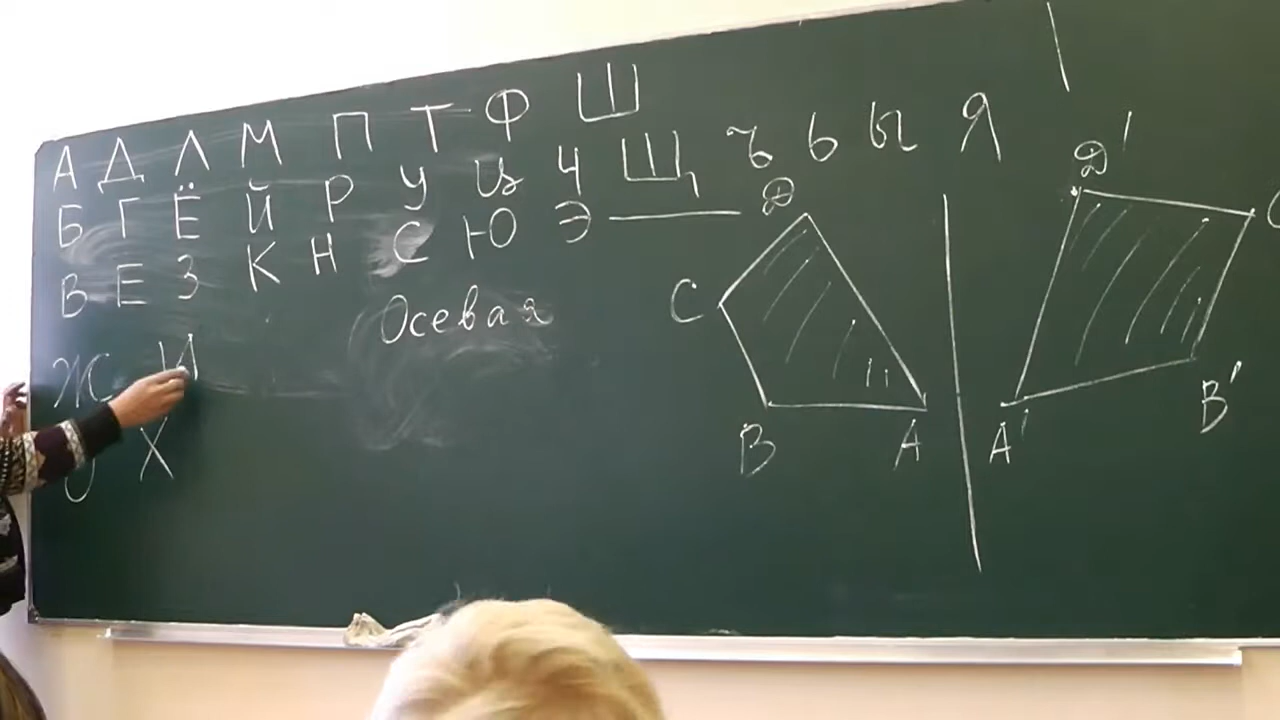 А Д Л М П Т Ф Ш
Б Г Ё Й Р У Ц Ч Щ Ъ Ь Ы Я
В Е З К Н С Ю Э
Осевая
Ж И
Х
Д Д'
С С
В А А' В'